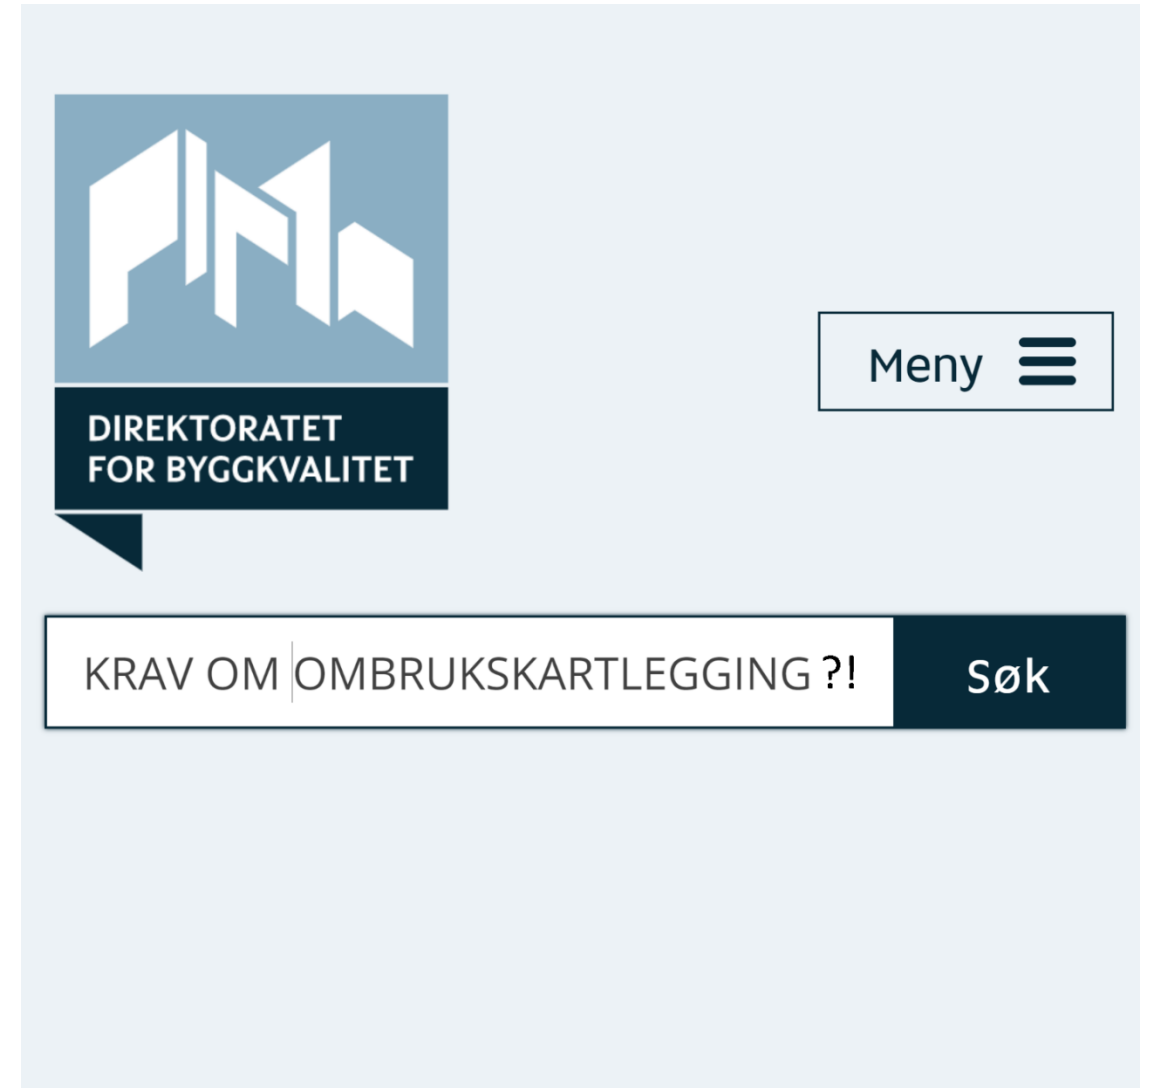 DIREKTORATET
FOR BYGGKVALITET
Meny
KRAV OM OMBRUKSKARTLEGGING ?!
Søk